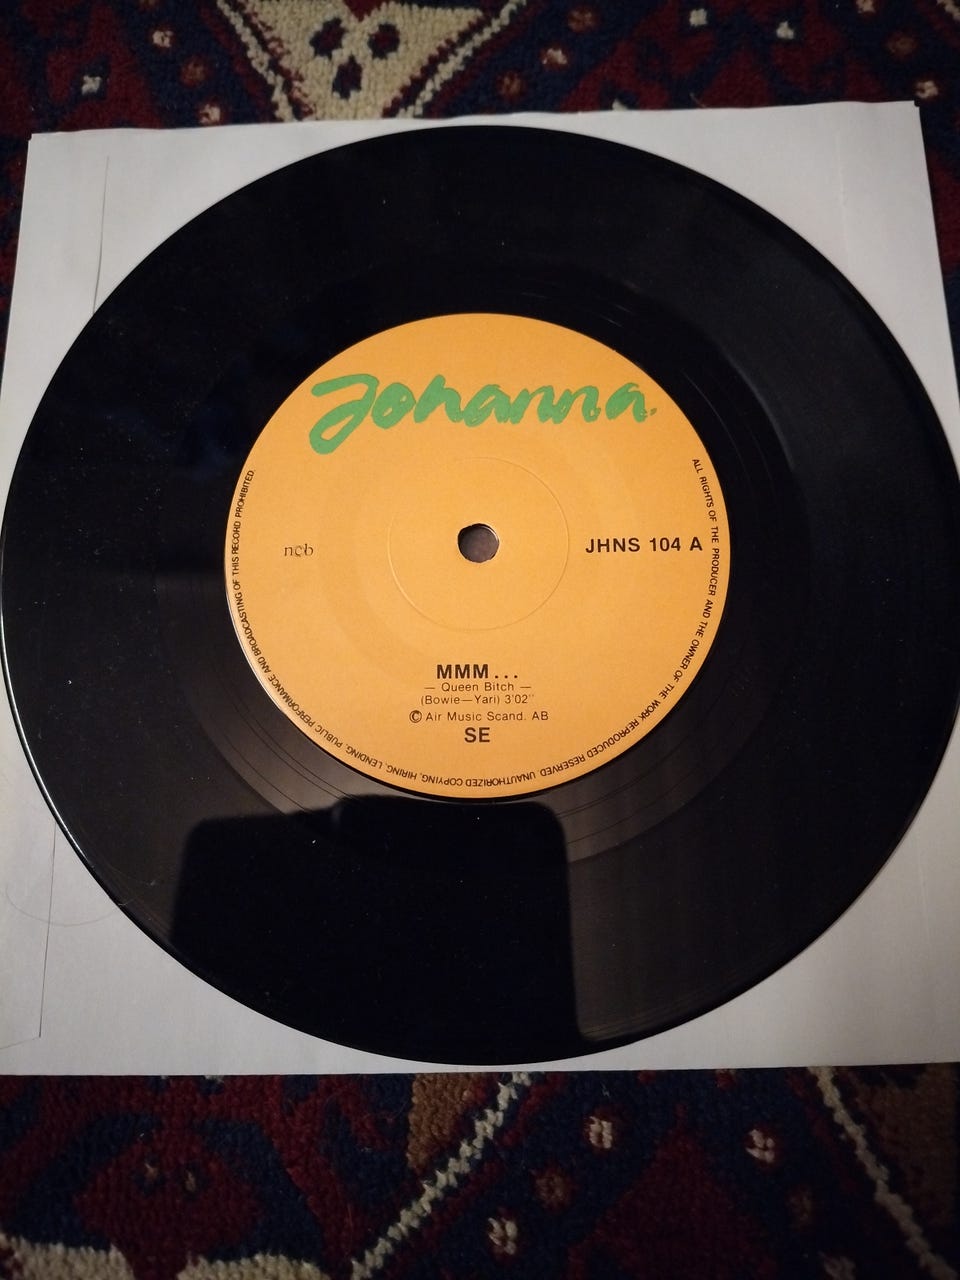 Johanna.
ncb
JHNS 104 A
MMM...
— Queen Bitch —
(Bowie—Yari) 3'02"
© Air Music Scand. AB
SE
ALL RIGHTS OF THE PRODUCER AND THE OWNER OF THE WORK REPRODUCED RESERVED. UNAUTHORIZED COPYING, HIRING, LENDING, PUBLIC PERFORMANCE AND BROADCASTING OF THIS RECORD PROHIBITED.